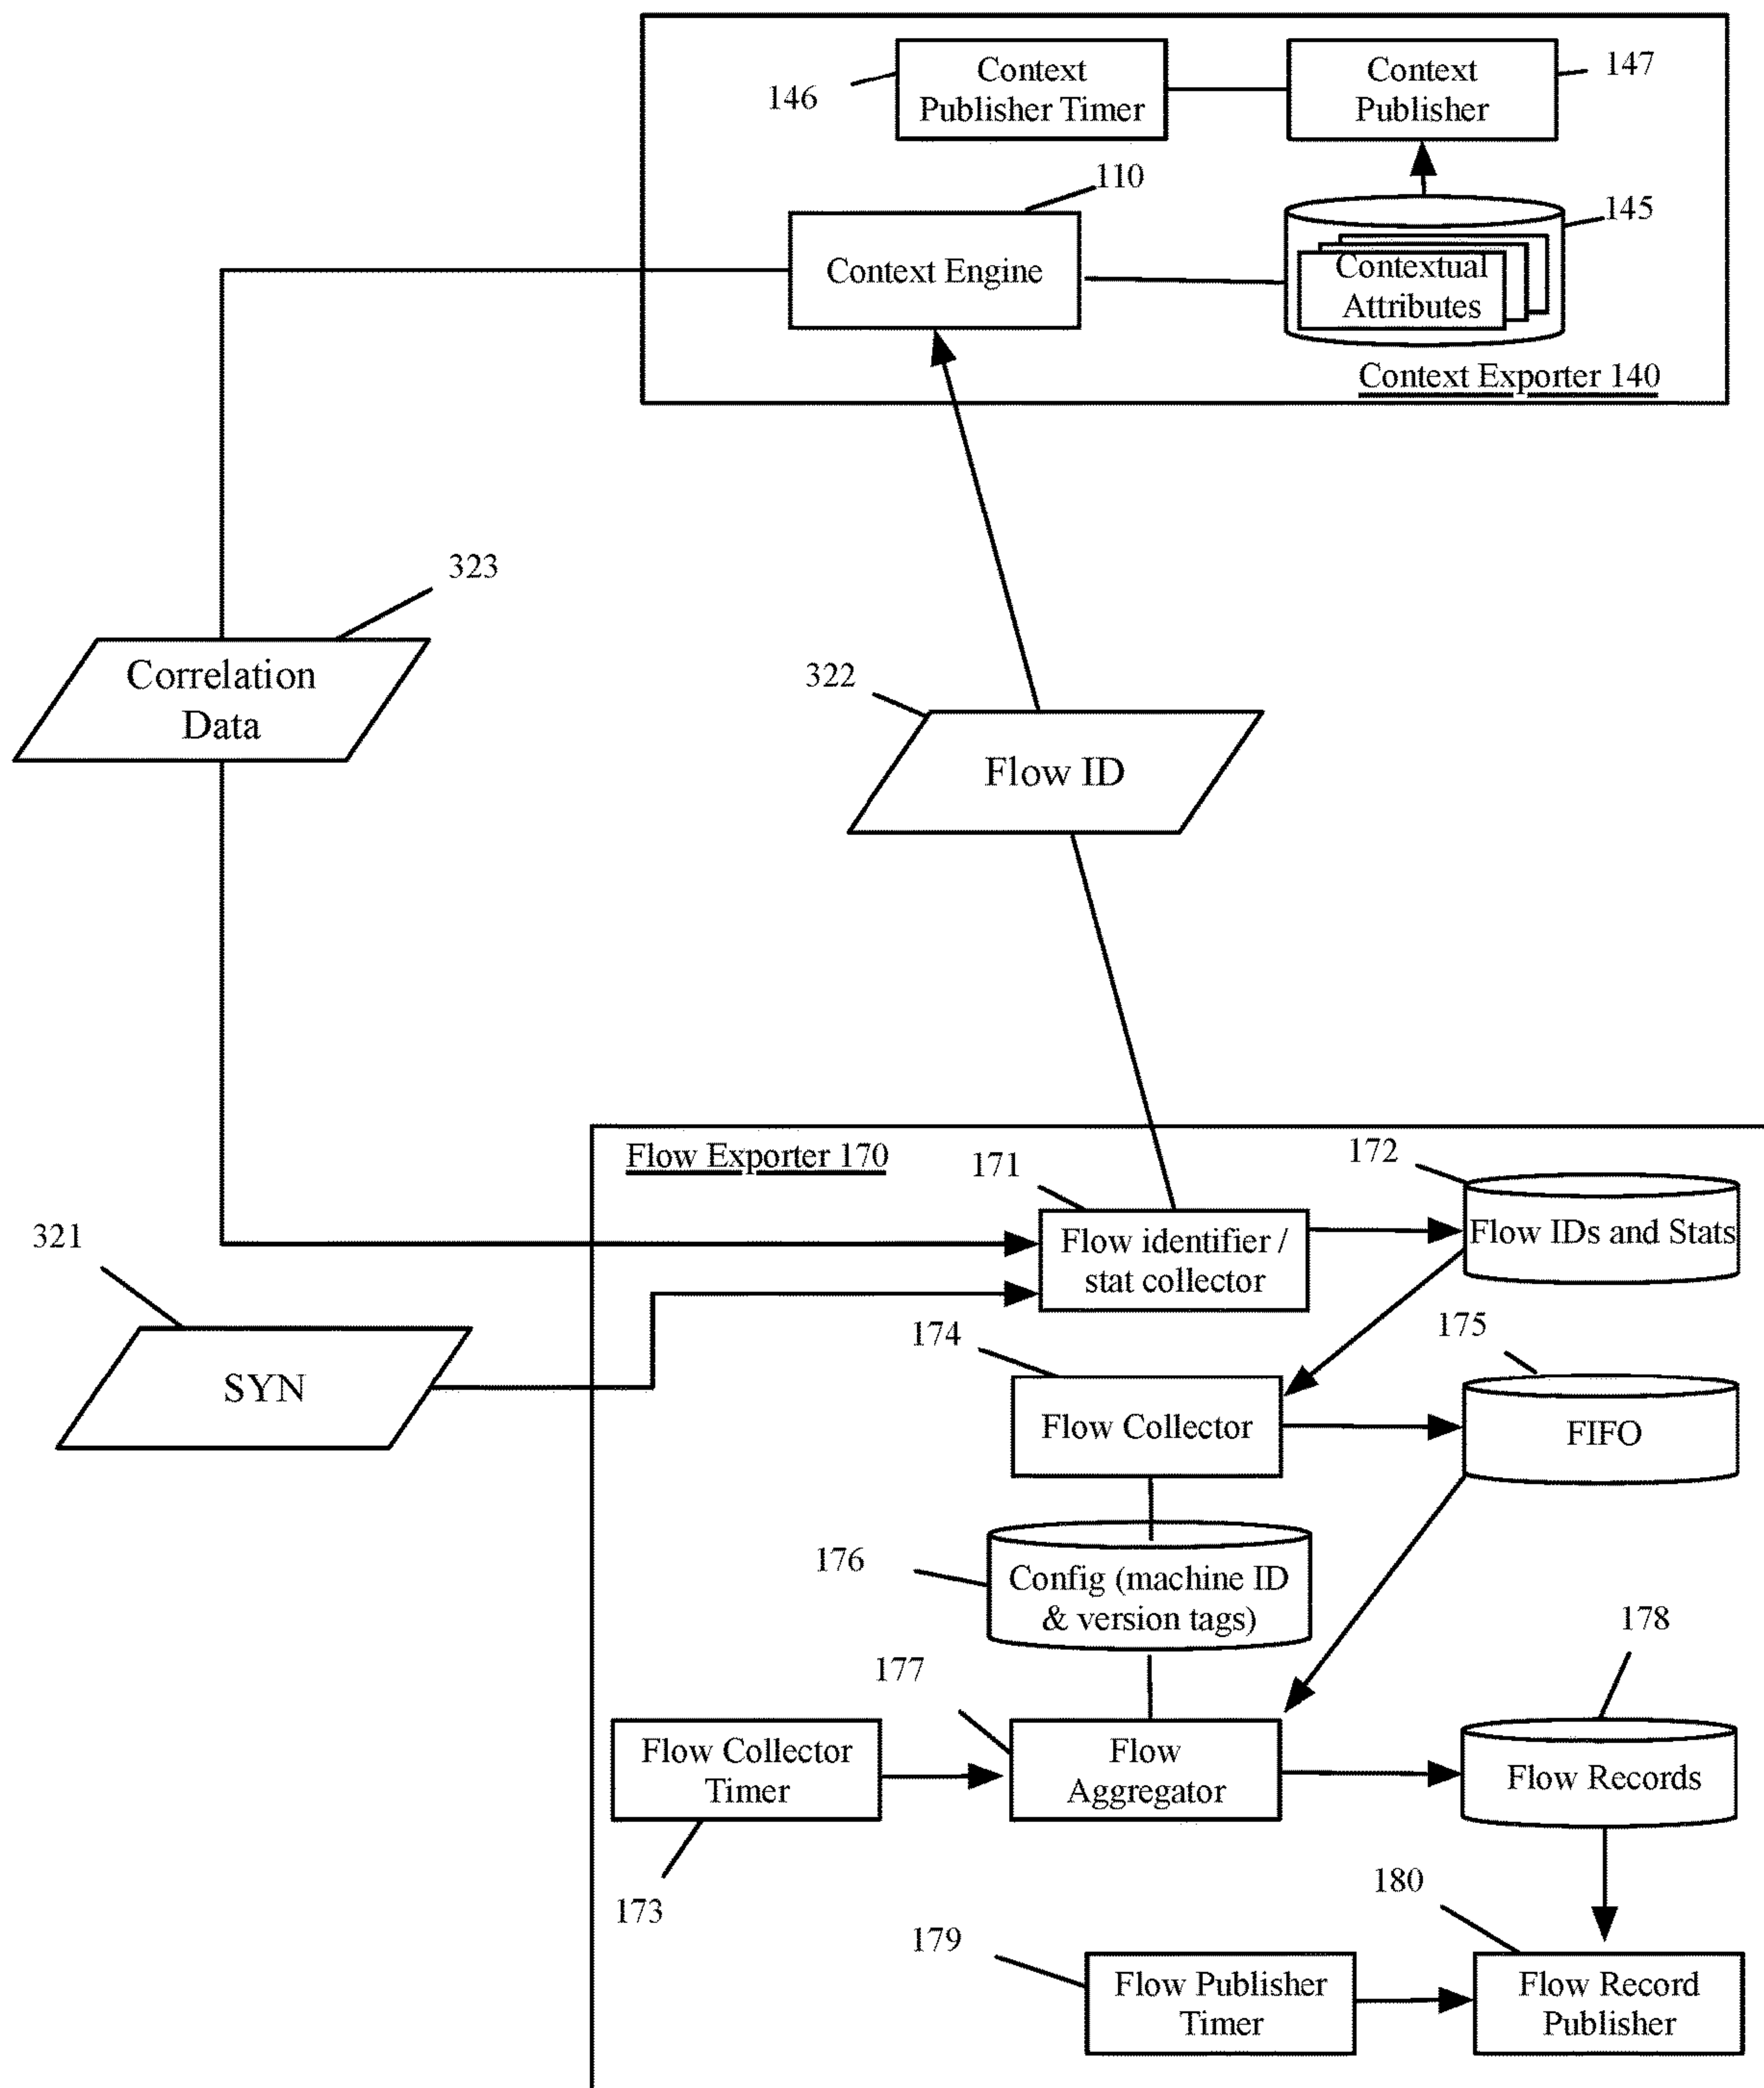 Context
Publisher Timer
146
Context
Publisher
147
110
Context Engine
145
Contextual
Attributes
Context Exporter 140
323
Correlation
Data
322
Flow ID
Flow Exporter 170
171
Flow identifier /
stat collector
172
Flow IDs and Stats
321
SYN
174
Flow Collector
175
FIFO
176
Config (machine ID
& version tags)
177
Flow Collector
Timer
173
Flow
Aggregator
178
Flow Records
179
Flow Publisher
Timer
180
Flow Record
Publisher